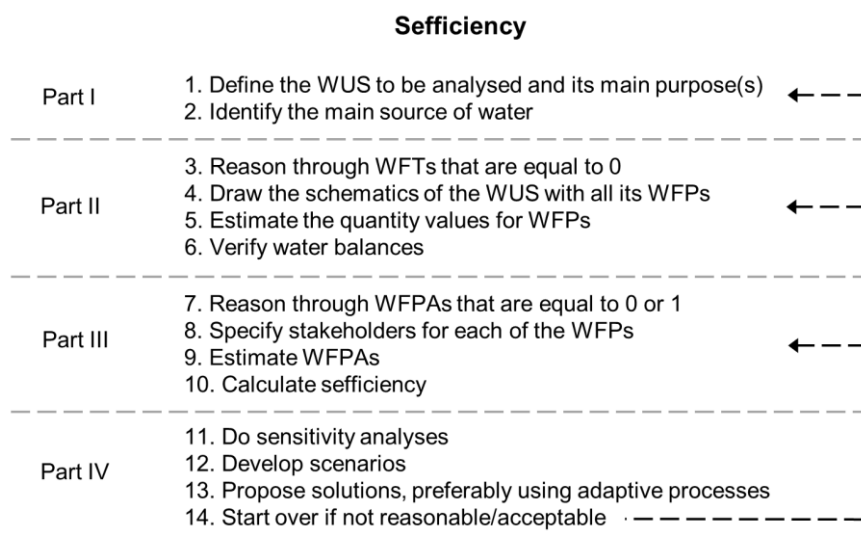 Sefficiency
Part I
1. Define the WUS to be analysed and its main purpose(s)
2. Identify the main source of water
Part II
3. Reason through WFTs that are equal to 0
4. Draw the schematics of the WUS with all its WFPs
5. Estimate the quantity values for WFPs
6. Verify water balances
Part III
7. Reason through WFPAs that are equal to 0 or 1
8. Specify stakeholders for each of the WFPs
9. Estimate WFPAs
10. Calculate sefficiency
Part IV
11. Do sensitivity analyses
12. Develop scenarios
13. Propose solutions, preferably using adaptive processes
14. Start over if not reasonable/acceptable